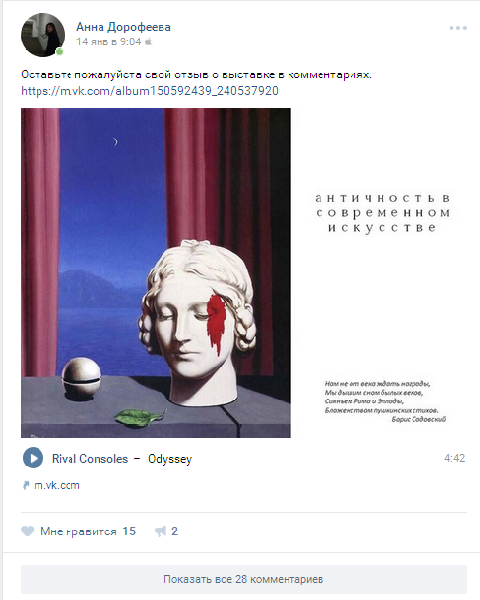 Анна Дорофеева
14 янв в 9:04
Оставьте пожалуйста свой отзыв о выставке в комментариях.
https://m.vk.com/album150592439_240537920
античность в
современном
искусстве
Нам не от века ждать награды,
Мы дышим сном былых веков,
Сияньем Рима и Эллады,
Блаженством пушкинских стихов.
Борис Садовский
Rival Consoles – Odyssey
4:42
m.vk.com
Мне нравится 15 2
Показать все 28 комментариев